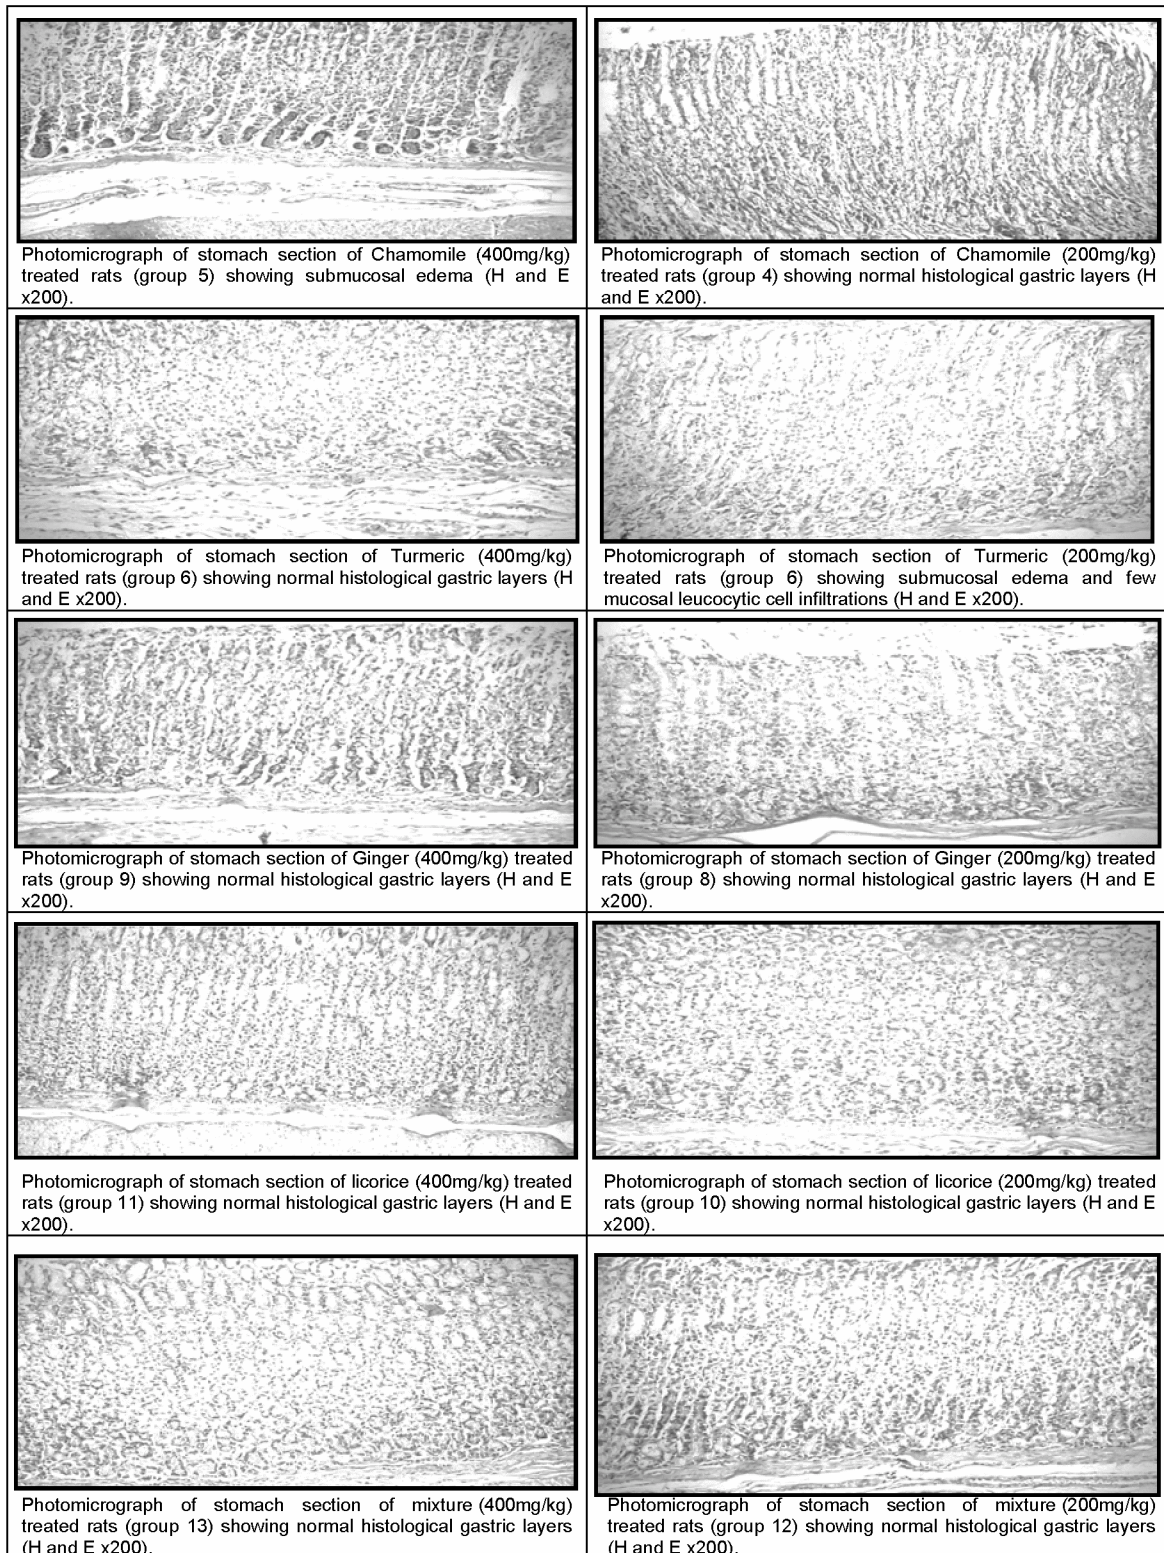 Photomicrograph of stomach section of Chamomile (400mg/kg)
treated rats (group 5) showing submucosal edema (H and E
x200).
Photomicrograph of stomach section of Chamomile (200mg/kg)
treated rats (group 4) showing normal histological gastric layers (H
and E x200).
Photomicrograph of stomach section of Turmeric (400mg/kg)
treated rats (group 6) showing normal histological gastric layers (H
and E x200).
Photomicrograph of stomach section of Turmeric (200mg/kg)
treated rats (group 6) showing submucosal edema and few
mucosal leucocytic cell infiltrations (H and E x200).
Photomicrograph of stomach section of Ginger (400mg/kg) treated
rats (group 9) showing normal histological gastric layers (H and E
x200).
Photomicrograph of stomach section of Ginger (200mg/kg) treated
rats (group 8) showing normal histological gastric layers (H and E
x200).
Photomicrograph of stomach section of licorice (400mg/kg) treated
rats (group 11) showing normal histological gastric layers (H and E
x200).
Photomicrograph of stomach section of licorice (200mg/kg) treated
rats (group 10) showing normal histological gastric layers (H and E
x200).
Photomicrograph of stomach section of mixture (400mg/kg)
treated rats (group 13) showing normal histological gastric layers
(H and E x200).
Photomicrograph of stomach section of mixture (200mg/kg)
treated rats (group 12) showing normal histological gastric layers
(H and E x200).